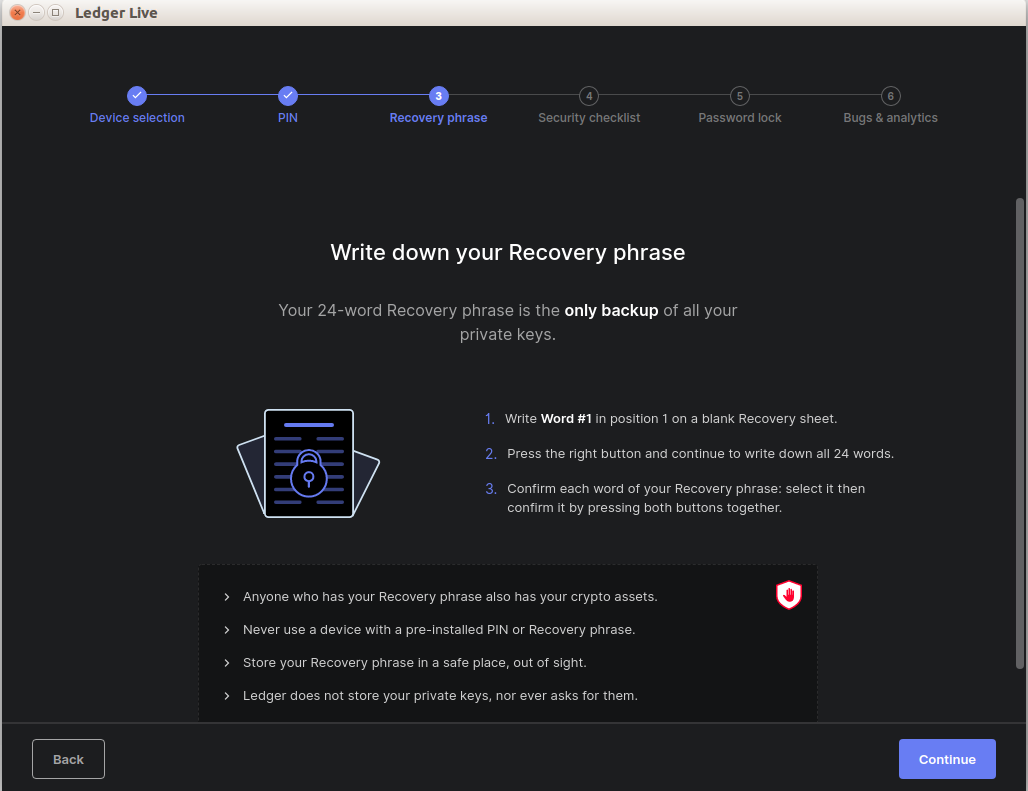 Ledger Live
3
4
5
6
Device selection
PIN
Recovery phrase
Security checklist
Password lock
Bugs & analytics
Write down your Recovery phrase
Your 24-word Recovery phrase is the only backup of all your
private keys.
1. Write Word #1 in position 1 on a blank Recovery sheet.
2. Press the right button and continue to write down all 24 words.
3. Confirm each word of your Recovery phrase: select it then
confirm it by pressing both buttons together.
Anyone who has your Recovery phrase also has your crypto assets.
Never use a device with a pre-installed PIN or Recovery phrase.
Store your Recovery phrase in a safe place, out of sight.
Ledger does not store your private keys, nor ever asks for them.
Back
Continue